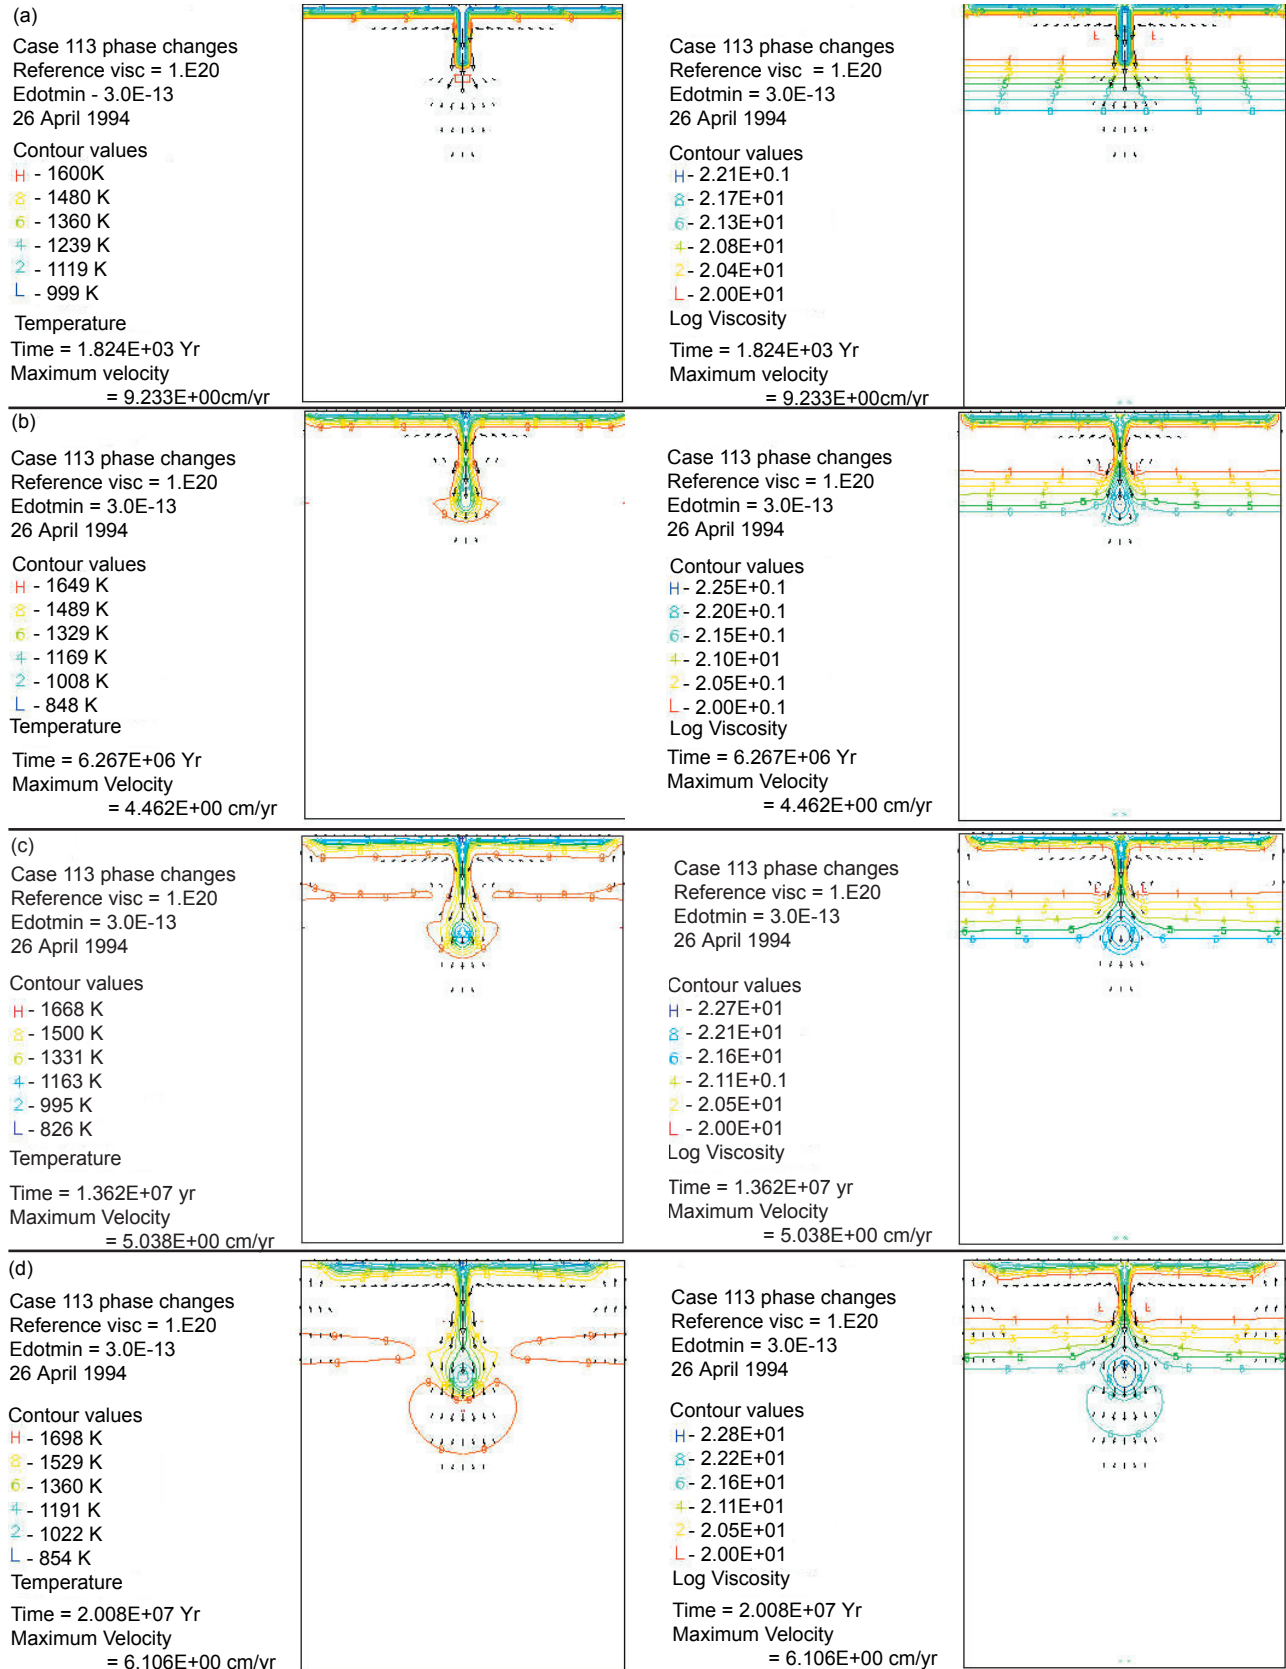 (a)
Case 113 phase changes
Reference visc = 1.E20
Edotmin - 3.0E-13
26 April 1994
Contour values
H - 1600K
8 - 1480 K
6 - 1360 K
4 - 1239 K
2 - 1119 K
L - 999 K
Temperature
Time = 1.824E+03 Yr
Maximum velocity
= 9.233E+00cm/yr
Case 113 phase changes
Reference visc = 1.E20
Edotmin = 3.0E-13
26 April 1994
Contour values
H - 2.21E+0.1
8 - 2.17E+01
6 - 2.13E+01
4 - 2.08E+01
2 - 2.04E+01
L - 2.00E+01
Log Viscosity
Time = 1.824E+03 Yr
Maximum velocity
= 9.233E+00cm/yr
(b)
Case 113 phase changes
Reference visc = 1.E20
Edotmin = 3.0E-13
26 April 1994
Contour values
H - 1649 K
8 - 1489 K
6 - 1329 K
4 - 1169 K
2 - 1008 K
L - 848 K
Temperature
Time = 6.267E+06 Yr
Maximum Velocity
= 4.462E+00 cm/yr
Case 113 phase changes
Reference visc = 1.E20
Edotmin = 3.0E-13
26 April 1994
Contour values
H - 2.25E+0.1
8 - 2.20E+0.1
6 - 2.15E+0.1
4 - 2.10E+01
2 - 2.05E+0.1
L - 2.00E+0.1
Log Viscosity
Time = 6.267E+06 Yr
Maximum Velocity
= 4.462E+00 cm/yr
(c)
Case 113 phase changes
Reference visc = 1.E20
Edotmin = 3.0E-13
26 April 1994
Contour values
H - 1668 K
8 - 1500 K
6 - 1331 K
4 - 1163 K
2 - 995 K
L - 826 K
Temperature
Time = 1.362E+07 yr
Maximum Velocity
= 5.038E+00 cm/yr
Case 113 phase changes
Reference visc = 1.E20
Edotmin = 3.0E-13
26 April 1994
Contour values
H - 2.27E+01
8 - 2.21E+01
6 - 2.16E+01
4 - 2.11E+0.1
2 - 2.05E+01
L - 2.00E+01
Log Viscosity
Time = 1.362E+07 yr
Maximum Velocity
= 5.038E+00 cm/yr
(d)
Case 113 phase changes
Reference visc = 1.E20
Edotmin = 3.0E-13
26 April 1994
Contour values
H - 1698 K
8 - 1529 K
6 - 1360 K
4 - 1191 K
2 - 1022 K
L - 854 K
Temperature
Time = 2.008E+07 Yr
Maximum Velocity
= 6.106E+00 cm/yr
Case 113 phase changes
Reference visc = 1.E20
Edotmin = 3.0E-13
26 April 1994
Contour values
H - 2.28E+01
8 - 2.22E+01
6 - 2.16E+01
4 - 2.11E+01
2 - 2.05E+01
L - 2.00E+01
Log Viscosity
Time = 2.008E+07 Yr
Maximum Velocity
= 6.106E+00 cm/yr